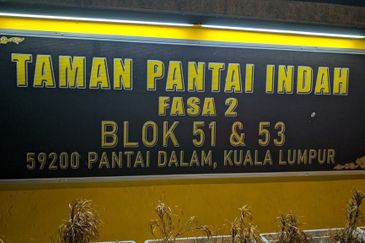 TAMAN PANTAI INDAH
FASA 2
BLOK 51 & 53
59200 PANTAI DALAM, KUALA LUMPUR